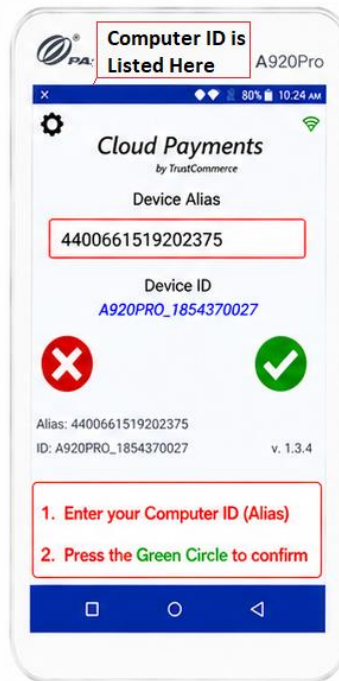 Computer ID is
Listed Here
PA
A920Pro
80% 10:24 AM
Cloud Payments
by TrustCommerce
Device Alias
4400661519202375
Device ID
A920PRO_1854370027
Alias: 4400661519202375
ID: A920PRO_1854370027 v. 1.3.4
1. Enter your Computer ID (Alias)
2. Press the Green Circle to confirm